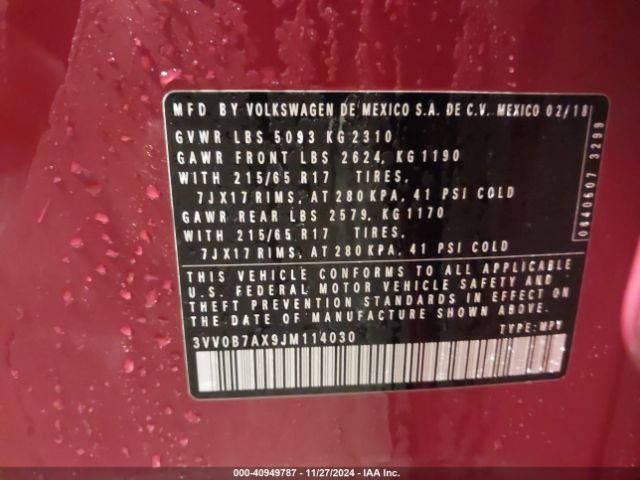 MFD BY VOLKSWAGEN DE MEXICO S.A. DE C.V. MEXICO 02/18
GVWR LBS 5093 KG 2310
GAWR FRONT LBS 2624, KG 1190
WITH 215/65 R17 TIRES,
7JX17 RIMS, AT 280 KPA, 41 PSI COLD
GAWR REAR LBS 2579, KG 1170
WITH 215/65 R17 TIRES,
7JX17 RIMS, AT 280 KPA, 41 PSI COLD
THIS VEHICLE CONFORMS TO ALL APPLICABLE
U.S. FEDERAL MOTOR VEHICLE SAFETY AND
THEFT PREVENTION STANDARDS IN EFFECT ON
THE DATE OF MANUFACTURE SHOWN ABOVE.
3VV0B7AX9JM114030 TYPE: MPV
0640607 3299
000-40949787 - 11/27/2024 - IAA Inc.